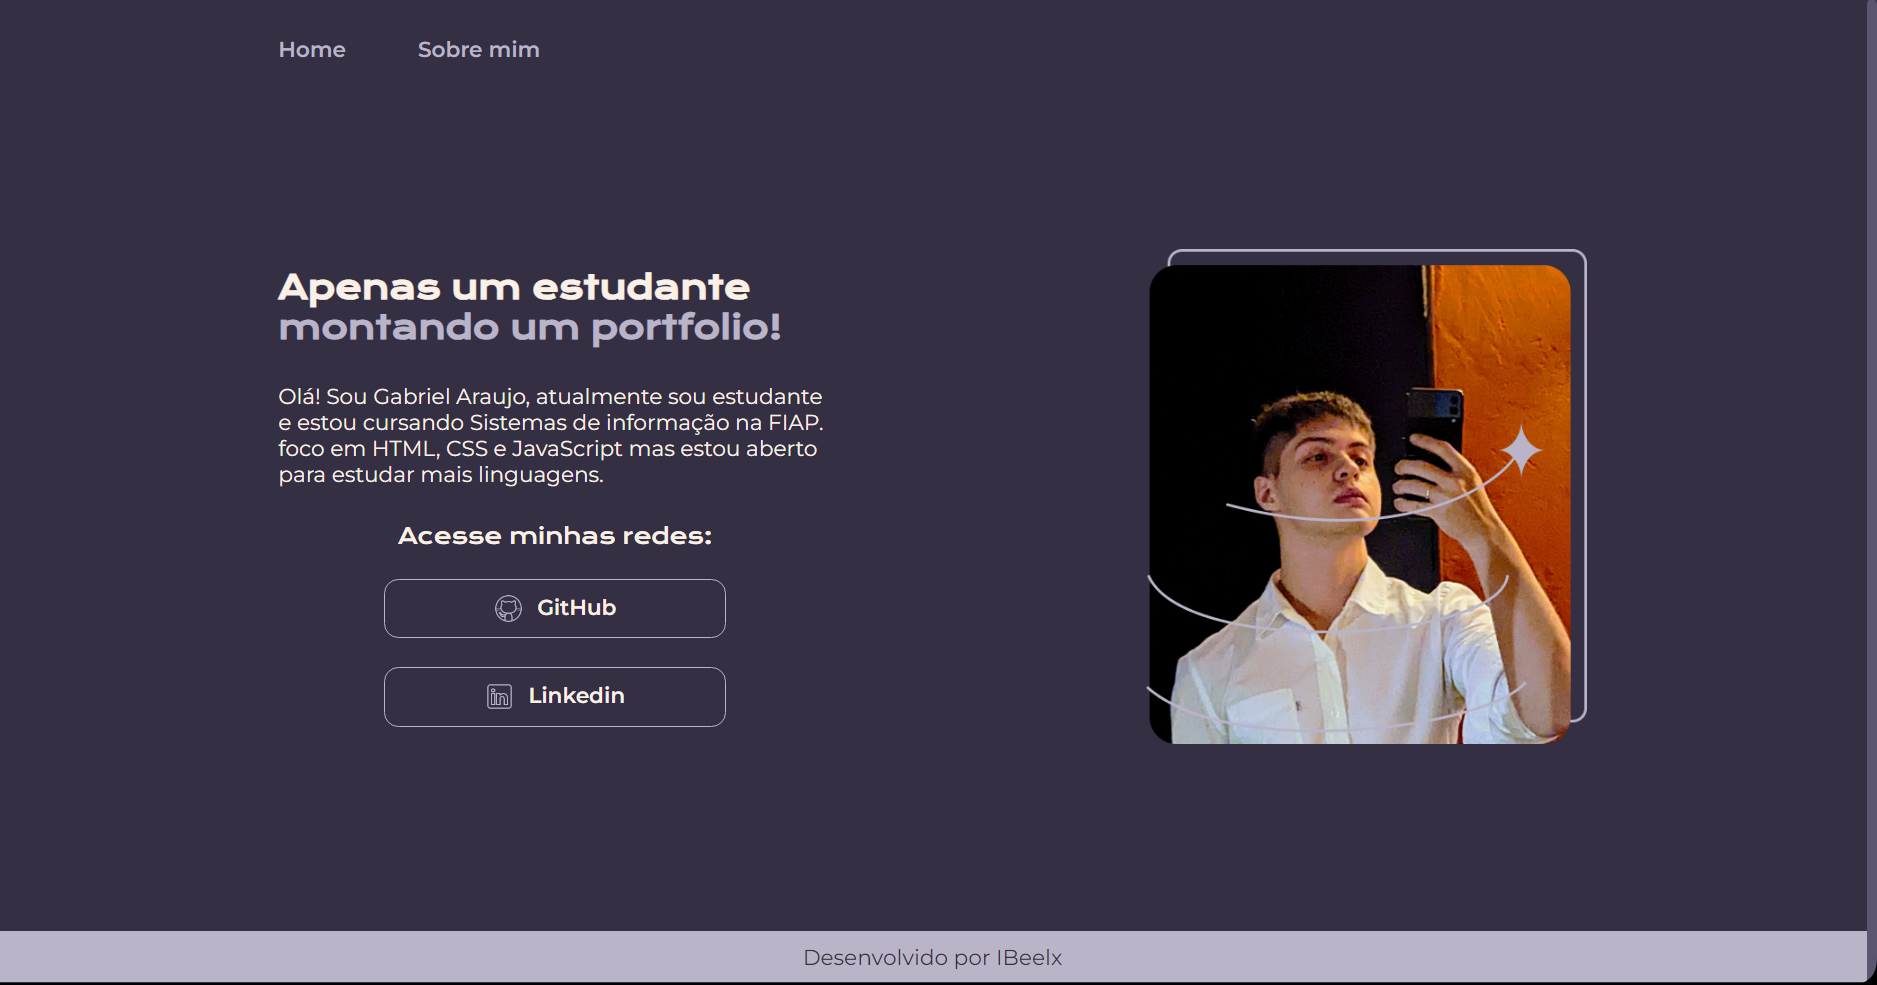 Home
Sobre mim
Apenas um estudante
montando um portfolio!
Olá! Sou Gabriel Araujo, atualmente sou estudante
e estou cursando Sistemas de informação na FIAP.
foco em HTML, CSS e JavaScript mas estou aberto
para estudar mais linguagens.
Acesse minhas redes:
GitHub
in Linkedin
Desenvolvido por IBeelx